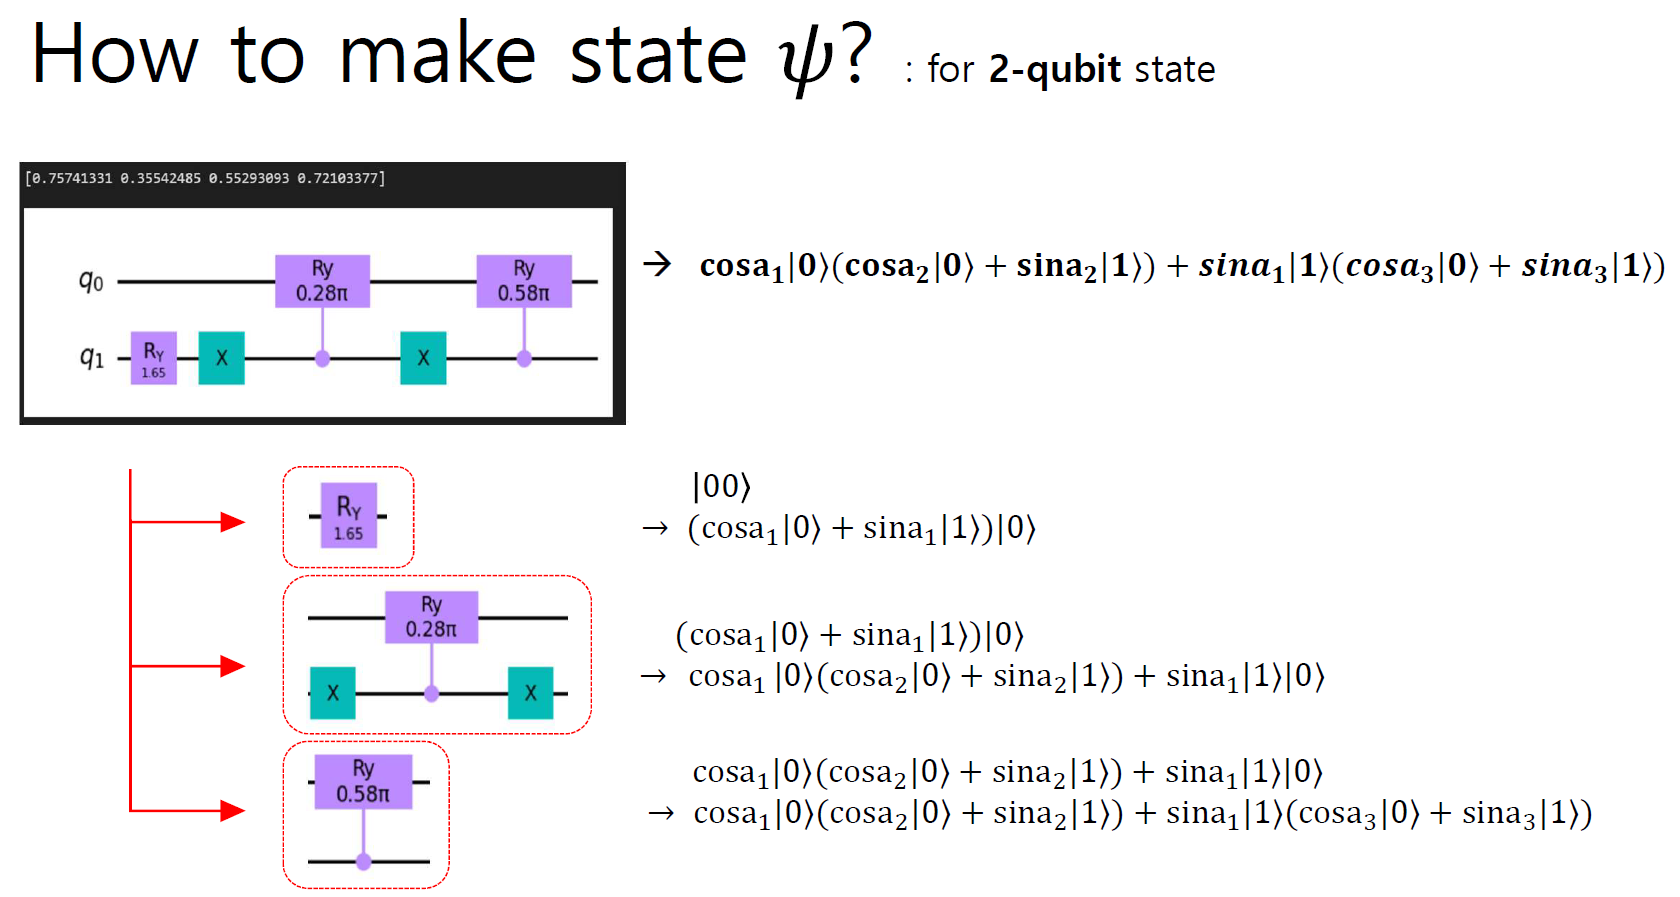 How to make state ψ? : for 2-qubit state
[0.75741331 0.35542485 0.55293093 0.72103377]
q₀ Ry 0.28π Ry 0.58π
q₁ RY 1.65 X X
→ cosa₁|0⟩(cosa₂|0⟩ + sina₂|1⟩) + sina₁|1⟩(cosa₃|0⟩ + sina₃|1⟩)
RY
1.65
|00⟩
→ (cosa₁|0⟩ + sina₁|1⟩)|0⟩
Ry
0.28π
X X
(cosa₁|0⟩ + sina₁|1⟩)|0⟩
→ cosa₁ |0⟩(cosa₂|0⟩ + sina₂|1⟩) + sina₁|1⟩|0⟩
Ry
0.58π
cosa₁|0⟩(cosa₂|0⟩ + sina₂|1⟩) + sina₁|1⟩|0⟩
→ cosa₁|0⟩(cosa₂|0⟩ + sina₂|1⟩) + sina₁|1⟩(cosa₃|0⟩ + sina₃|1⟩)